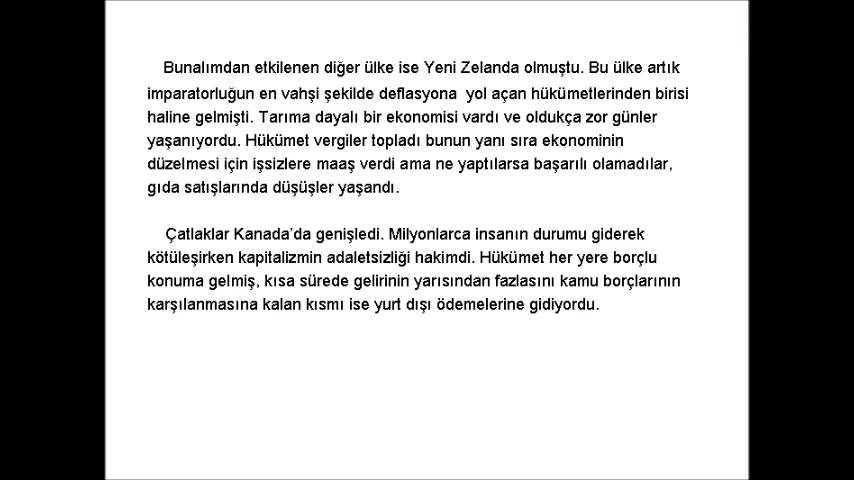 Bunalımdan etkilenen diğer ülke ise Yeni Zelanda olmuştu. Bu ülke artık
imparatorluğun en vahşi şekilde deflasyona yol açan hükümetlerinden birisi
haline gelmişti. Tarıma dayalı bir ekonomisi vardı ve oldukça zor günler
yaşanıyordu. Hükümet vergiler topladı bunun yanı sıra ekonominin
düzelmesi için işsizlere maaş verdi ama ne yaptılarsa başarılı olamadılar,
gıda satışlarında düşüşler yaşandı.
Çatlaklar Kanada’da genişledi. Milyonlarca insanın durumu giderek
kötüleşirken kapitalizmin adaletsizliği hakimdi. Hükümet her yere borçlu
konuma gelmiş, kısa sürede gelirinin yarısından fazlasını kamu borçlarının
karşılanmasına kalan kısmı ise yurt dışı ödemelerine gidiyordu.